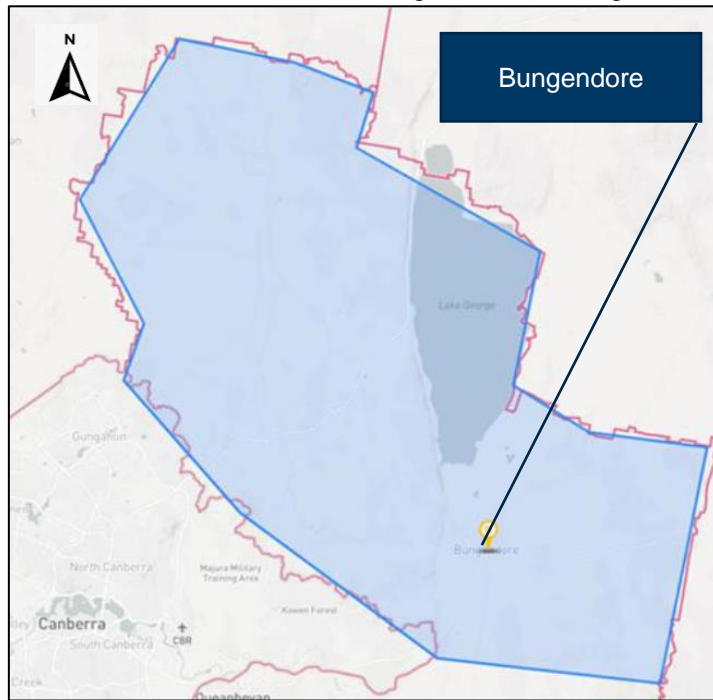 N
Bungendore
Lake George
Gungahlin
Bungendore
North Canberra
Majura Military
Training Area
Kowen Forest
Canberra
CBR
South Canberra
Creek
Queanbeyan